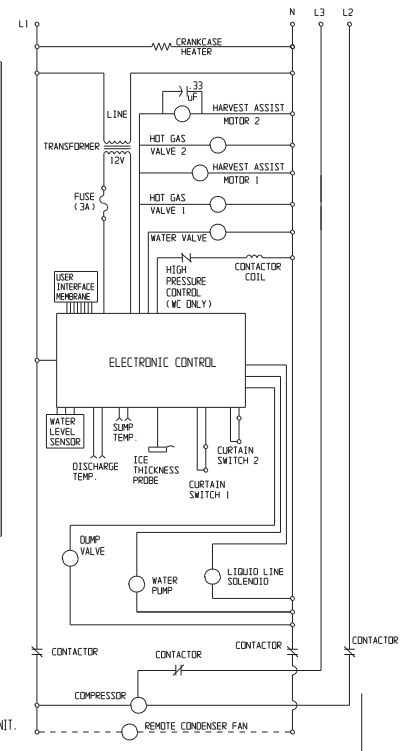 N L3 L2
L1
CRANKCASE
HEATER
.33
uF
HARVEST ASSIST
MOTOR 2
LINE
TRANSFORMER
12V
HOT GAS
VALVE 2
HARVEST ASSIST
MOTOR 1
FUSE
(3A)
HOT GAS
VALVE 1
WATER VALVE
HIGH
PRESSURE
CONTROL
(WC ONLY)
CONTACTOR
COIL
USER
INTERFACE
MEMBRANE
ELECTRONIC CONTROL
WATER
LEVEL
SENSOR
DISCHARGE
TEMP.
SUMP
TEMP.
ICE
THICKNESS
PROBE
CURTAIN
SWITCH 1
CURTAIN
SWITCH 2
DUMP
VALVE
WATER
PUMP
LIQUID LINE
SOLENOID
CONTACTOR
CONTACTOR
CONTACTOR
CONTACTOR
COMPRESSOR
NIT.
REMOTE CONDENSER FAN